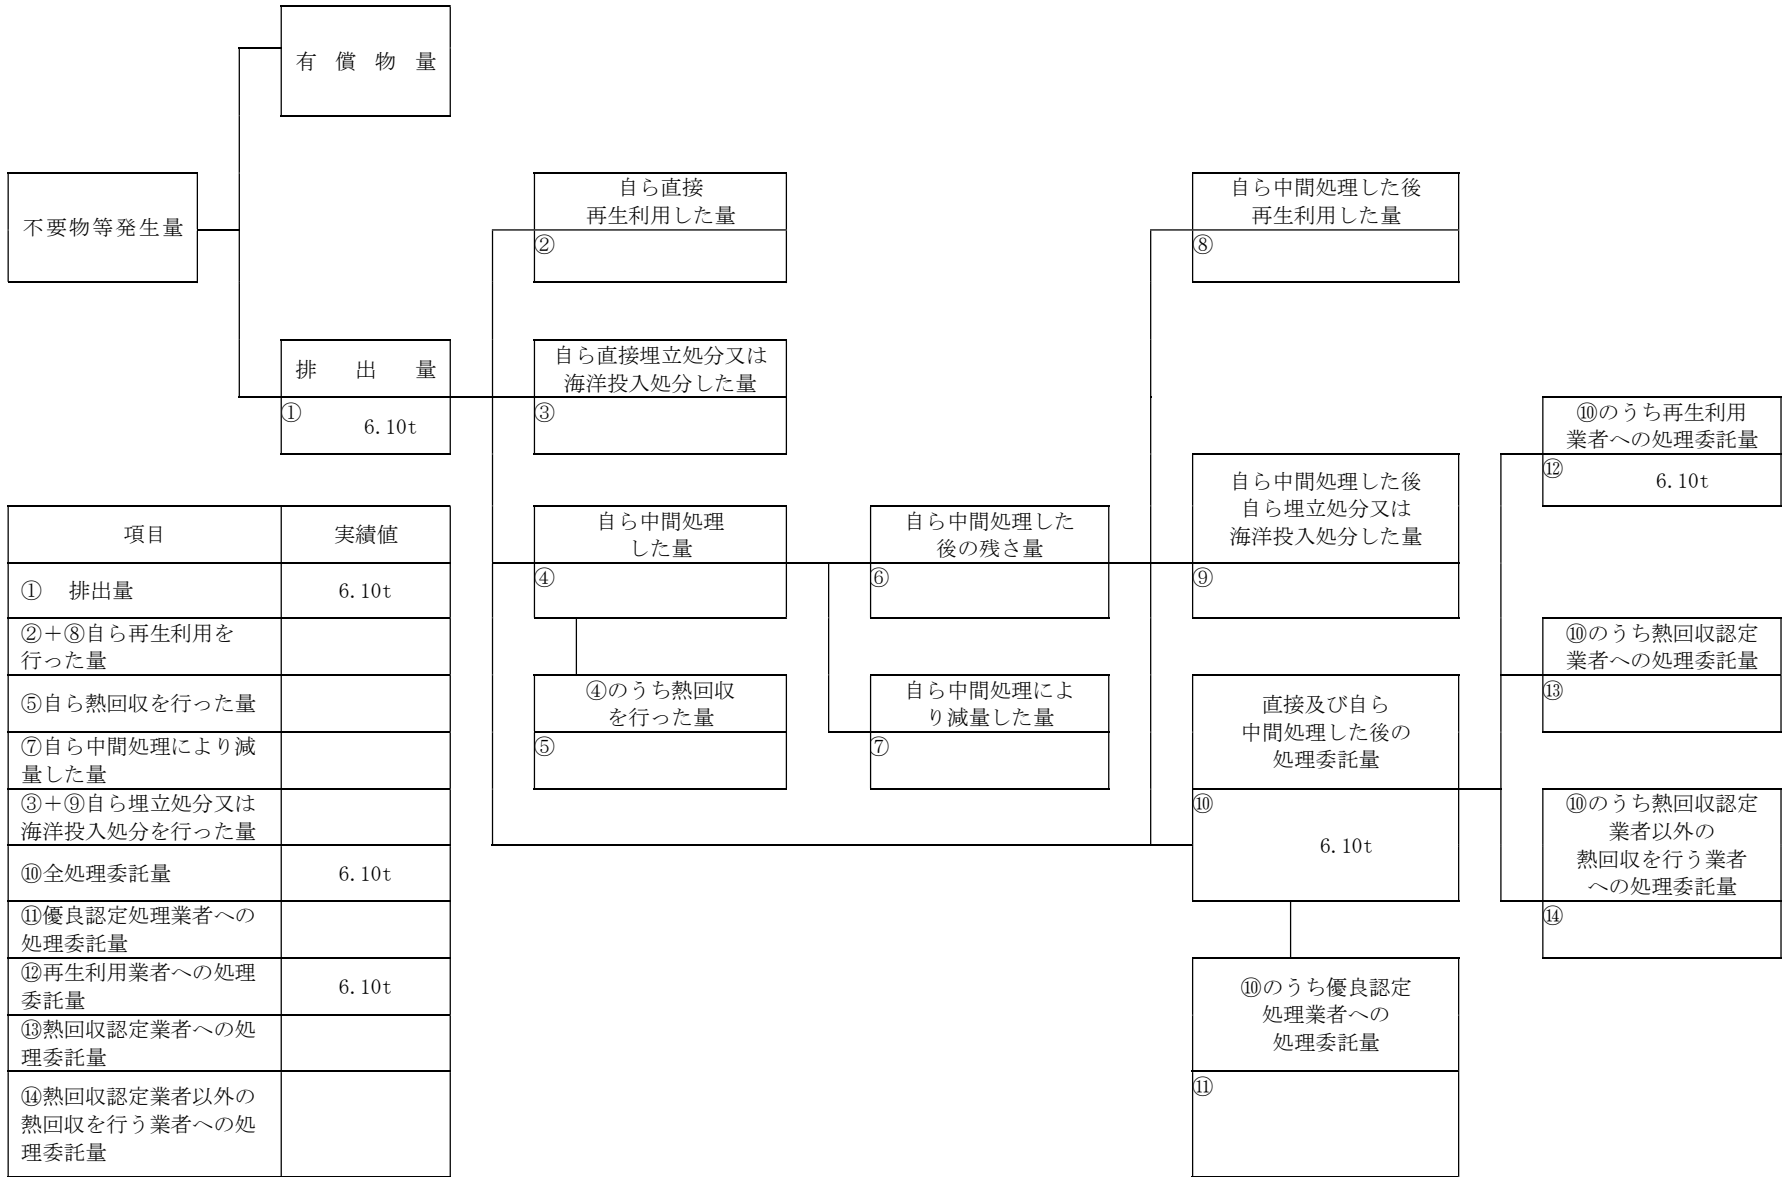 有　償　物　量
不要物等発生量
自ら直接
再生利用した量
②
自ら中間処理した後
再生利用した量
⑧
排　出　量
①
6.10t
自ら直接埋立処分又は
海洋投入処分した量
③
⑩のうち再生利用
業者への処理委託量
⑫
6.10t
自ら中間処理した後
自ら埋立処分又は
海洋投入処分した量
⑨
自ら中間処理
した量
④
自ら中間処理した
後の残さ量
⑥
⑩のうち熱回収認定
業者への処理委託量
⑬
④のうち熱回収
を行った量
⑤
自ら中間処理によ
り減量した量
⑦
直接及び自ら
中間処理した後の
処理委託量
⑩
6.10t
⑩のうち熱回収認定
業者以外の
熱回収を行う業者
への処理委託量
⑭
⑩のうち優良認定
処理業者への
処理委託量
⑪
項目　実績値
①　排出量　6.10t
②＋⑧自ら再生利用を
行った量
⑤自ら熱回収を行った量
⑦自ら中間処理により減
量した量
③＋⑨自ら埋立処分又は
海洋投入処分を行った量
⑩全処理委託量　6.10t
⑪優良認定処理業者への
処理委託量
⑫再生利用業者への処理
委託量　6.10t
⑬熱回収認定業者への処
理委託量
⑭熱回収認定業者以外の
熱回収を行う業者への処
理委託量